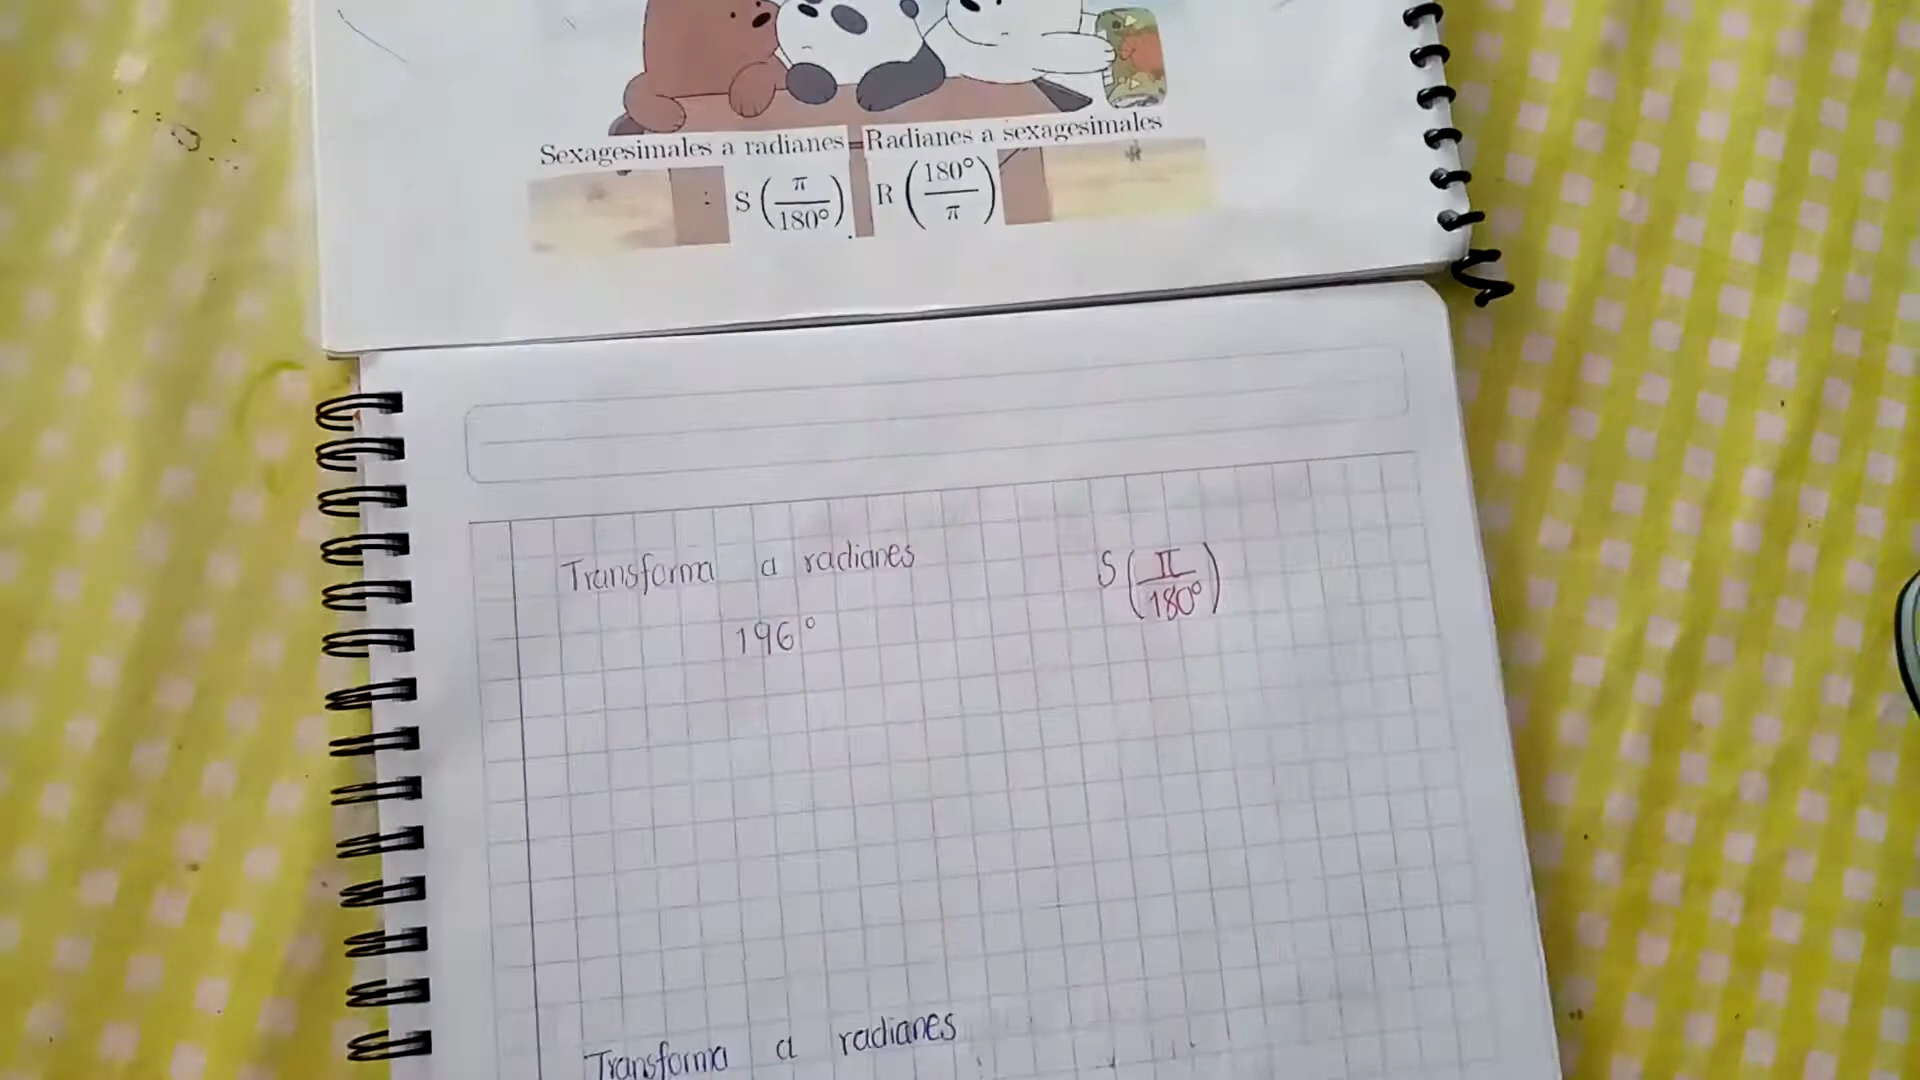 Sexagesimales a radianes Radianes a sexagesimales
: S(π/180°). R(180°/π)
Transforma a radianes S(π/180°)
196°
Transforma a radianes